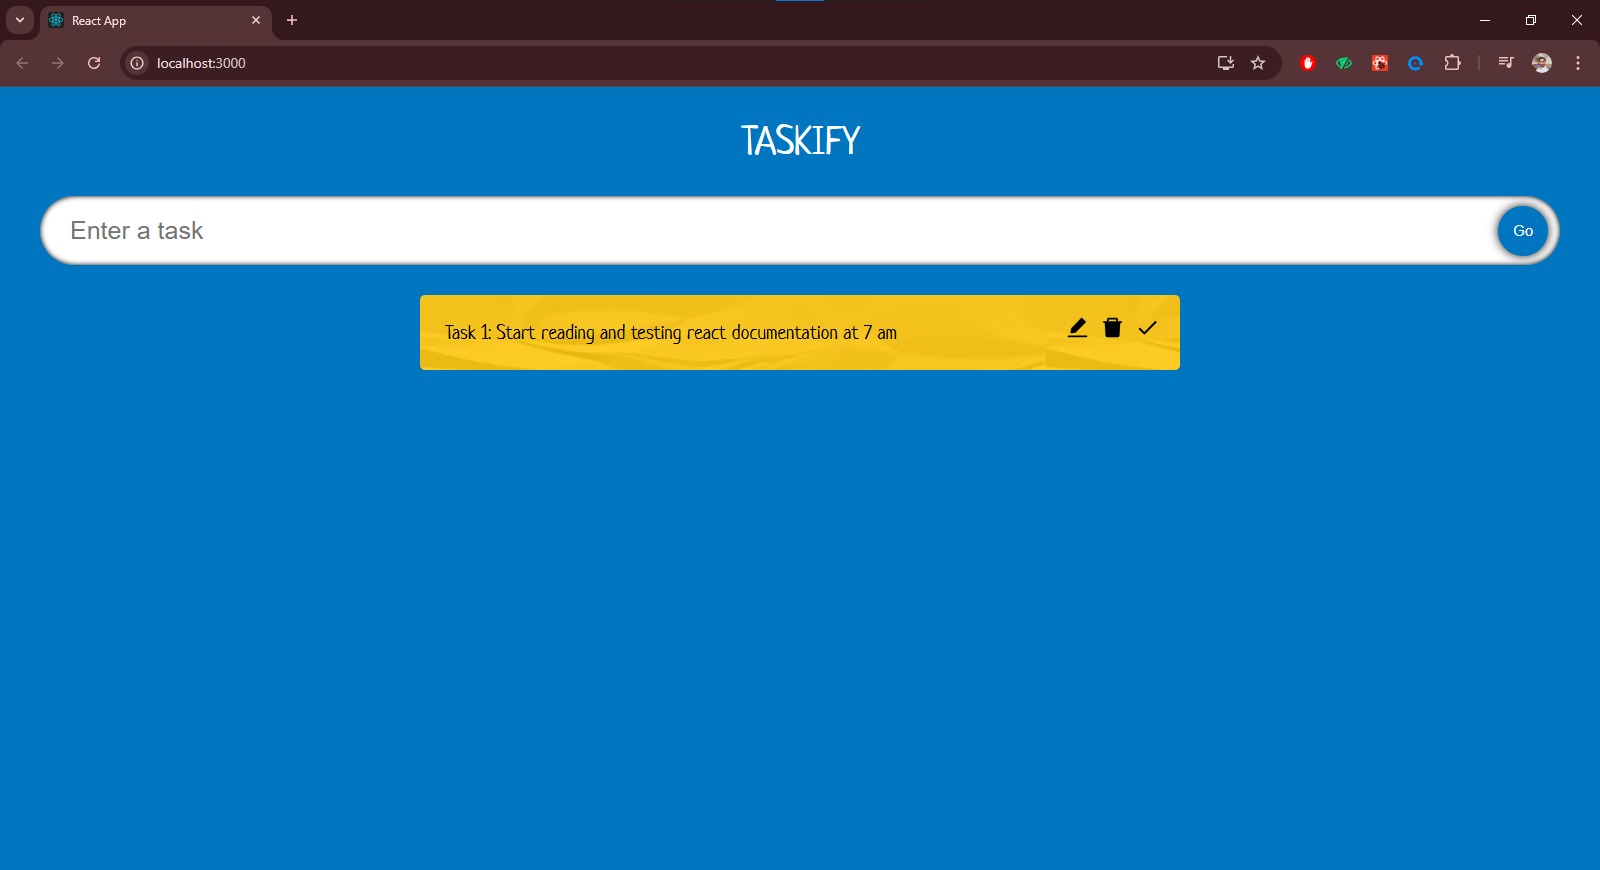 React App
localhost:3000
TASKIFY
Enter a task
Go
Task 1: Start reading and testing react documentation at 7 am